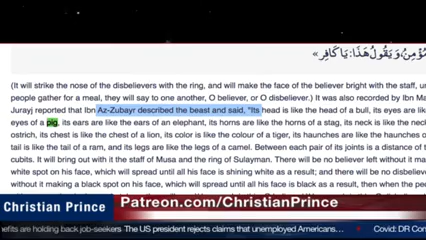 مُؤْمِنُ، وَيَقُولُ هَذَا: يَا كَافِرِ»
(It will strike the nose of the disbelievers with the ring, and will make the face of the believer bright with the staff,
people gather for a meal, they will say to one another, O believer, or O disbeliever.) It was also recorded by Ibn
Jurayj reported that Ibn Az-Zubayr described the beast and said, "Its head is like the head of a bull, its eyes are like
eyes of a pig, its ears are like the ears of an elephant, its horns are like the horns of a stag, its neck is like the neck
ostrich, its chest is like the chest of a lion, its color is like the colour of a tiger, its haunches are like the haunches of
tail is like the tail of a ram, and its legs are like the legs of a camel. Between each pair of its joints is a distance of
cubits. It will bring out with it the staff of Musa and the ring of Sulayman. There will be no believer left without it
white spot on his face, which will spread until all his face is shining white as a result; and there will be no disbeliever
without it making a black spot on his face, which will spread until all his face is black as a result, then when the
Christian Prince
Patreon.com/ChristianPrince
efits are holding back job-seekers The US president rejects claims that unemployed Americans... Covid: DR Con